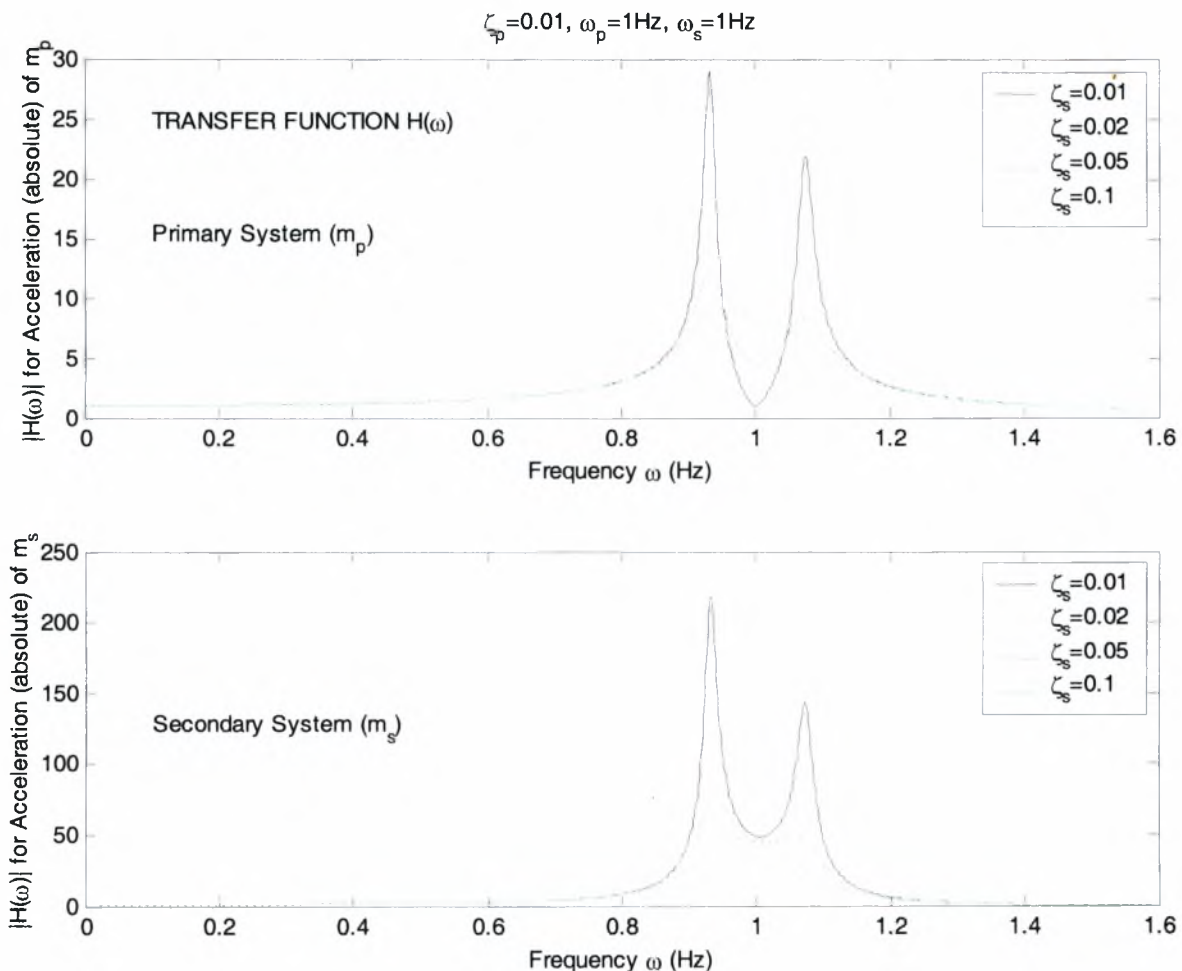 ζp=0.01, ωp=1Hz, ωs=1Hz
|H(ω)| for Acceleration (absolute) of mp
30
25
20
15
10
5
0
TRANSFER FUNCTION H(ω)
Primary System (mp)
ζs=0.01
ζs=0.02
ζs=0.05
ζs=0.1
0 0.2 0.4 0.6 0.8 1 1.2 1.4 1.6
Frequency ω (Hz)
|H(ω)| for Acceleration (absolute) of ms
250
200
150
100
50
0
Secondary System (ms)
ζs=0.01
ζs=0.02
ζs=0.05
ζs=0.1
0 0.2 0.4 0.6 0.8 1 1.2 1.4 1.6
Frequency ω (Hz)